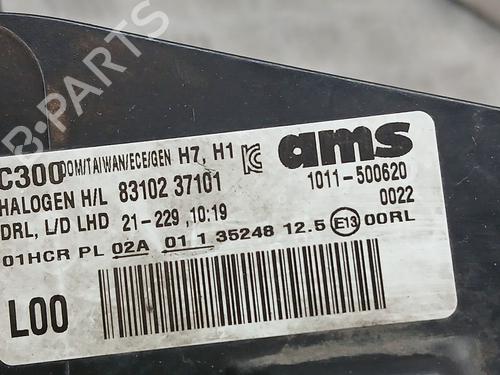 C300 DOM/TAIWAN/ECE/GEN H7, H1 ams
HALOGEN H/L 83102 37101 1011-500620
DRL, L/D LHD 21-229 ,10:19 0022
01HCR PL 02A 01 1 35248 12.5 E13 00RL
L00
B-PARTS